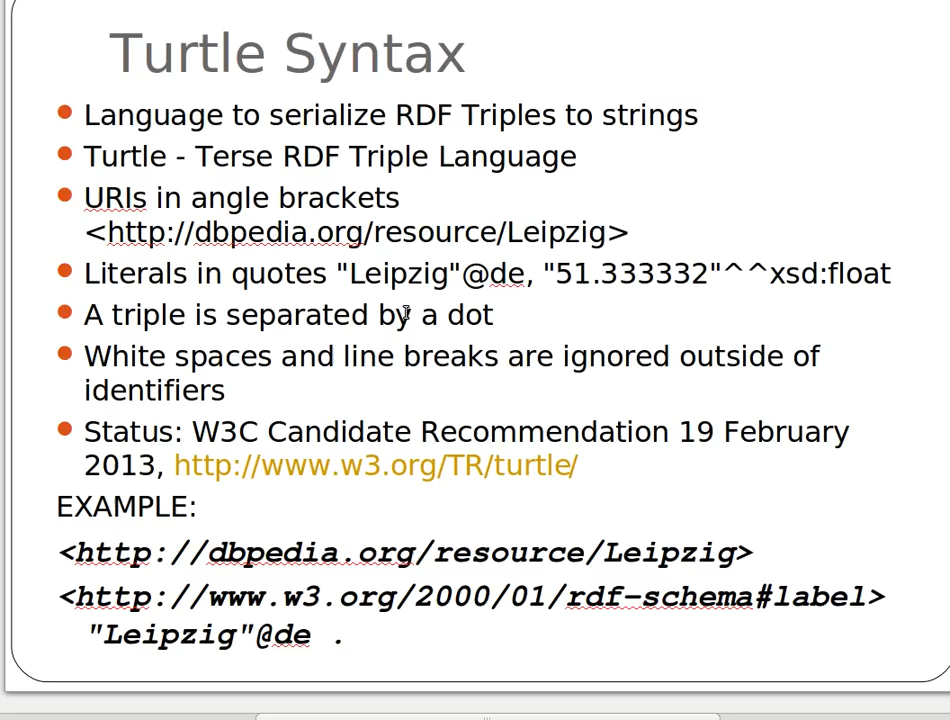 Turtle Syntax
Language to serialize RDF Triples to strings
Turtle - Terse RDF Triple Language
URIs in angle brackets
<http://dbpedia.org/resource/Leipzig>
Literals in quotes "Leipzig"@de, "51.333332"^^xsd:float
A triple is separated by a dot
White spaces and line breaks are ignored outside of
identifiers
Status: W3C Candidate Recommendation 19 February
2013, http://www.w3.org/TR/turtle/
EXAMPLE:
<http://dbpedia.org/resource/Leipzig>
<http://www.w3.org/2000/01/rdf-schema#label>
"Leipzig"@de .